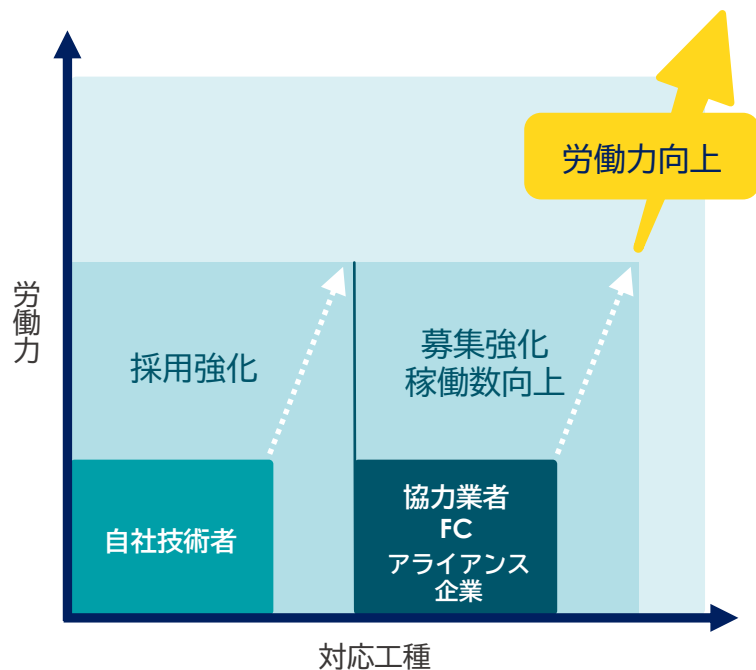 労働力向上
労働力
採用強化
募集強化
稼働数向上
自社技術者
協力業者
FC
アライアンス
企業
対応工種